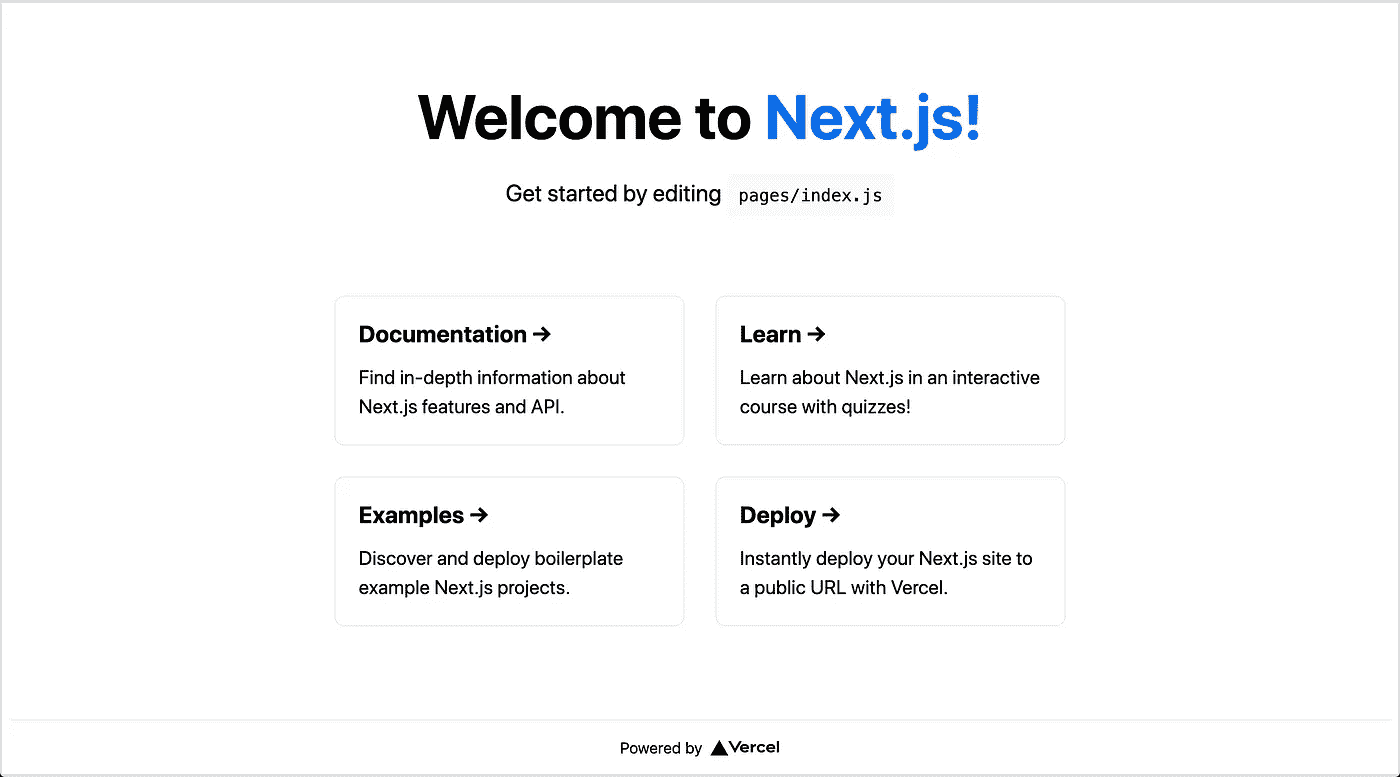 Welcome to Next.js!
Get started by editing pages/index.js
Documentation →
Find in-depth information about
Next.js features and API.
Learn →
Learn about Next.js in an interactive
course with quizzes!
Examples →
Discover and deploy boilerplate
example Next.js projects.
Deploy →
Instantly deploy your Next.js site to
a public URL with Vercel.
Powered by ▲Vercel